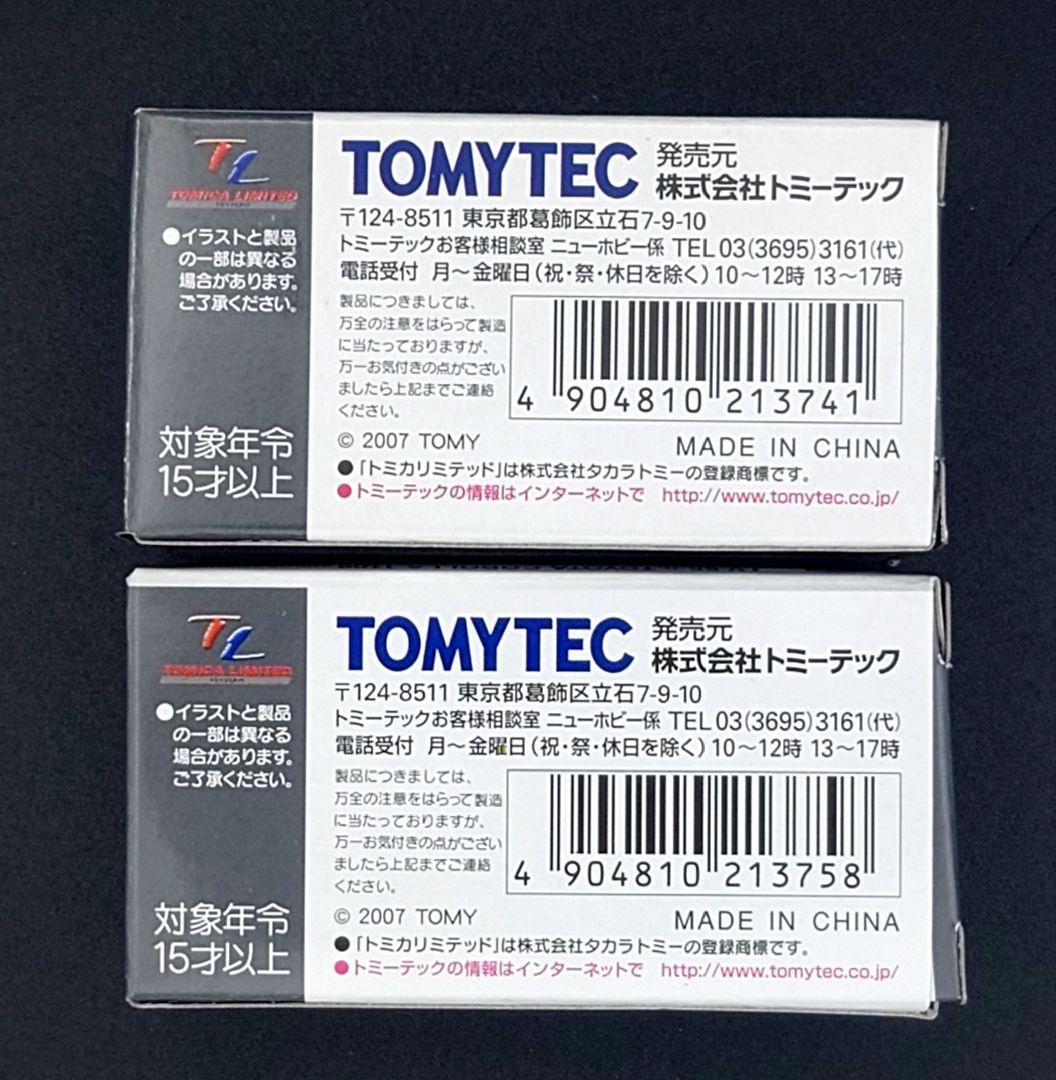 TL
TOMICA LIMITED
●イラストと製品
の一部は異なる
場合があります。
ご了承ください。
対象年令
15才以上
TOMYTEC 発売元
株式会社トミーテック
〒124-8511 東京都葛飾区立石7-9-10
トミーテックお客様相談室 ニューホビー係 TEL 03(3695)3161(代)
電話受付 月～金曜日(祝・祭・休日を除く) 10～12時 13～17時
製品につきましては、
万全の注意をはらって製造
に当たっておりますが、
万一お気付きの点がござい
ましたら上記までご連絡
ください。
4 904810 213741
© 2007 TOMY MADE IN CHINA
●「トミカリミテッド」は株式会社タカラトミーの登録商標です。
●トミーテックの情報はインターネットで http://www.tomytec.co.jp/
TL
TOMICA LIMITED
●イラストと製品
の一部は異なる
場合があります。
ご了承ください。
対象年令
15才以上
TOMYTEC 発売元
株式会社トミーテック
〒124-8511 東京都葛飾区立石7-9-10
トミーテックお客様相談室 ニューホビー係 TEL 03(3695)3161(代)
電話受付 月～金曜日(祝・祭・休日を除く) 10～12時 13～17時
製品につきましては、
万全の注意をはらって製造
に当たっておりますが、
万一お気付きの点がござい
ましたら上記までご連絡
ください。
4 904810 213758
© 2007 TOMY MADE IN CHINA
●「トミカリミテッド」は株式会社タカラトミーの登録商標です。
●トミーテックの情報はインターネットで http://www.tomytec.co.jp/